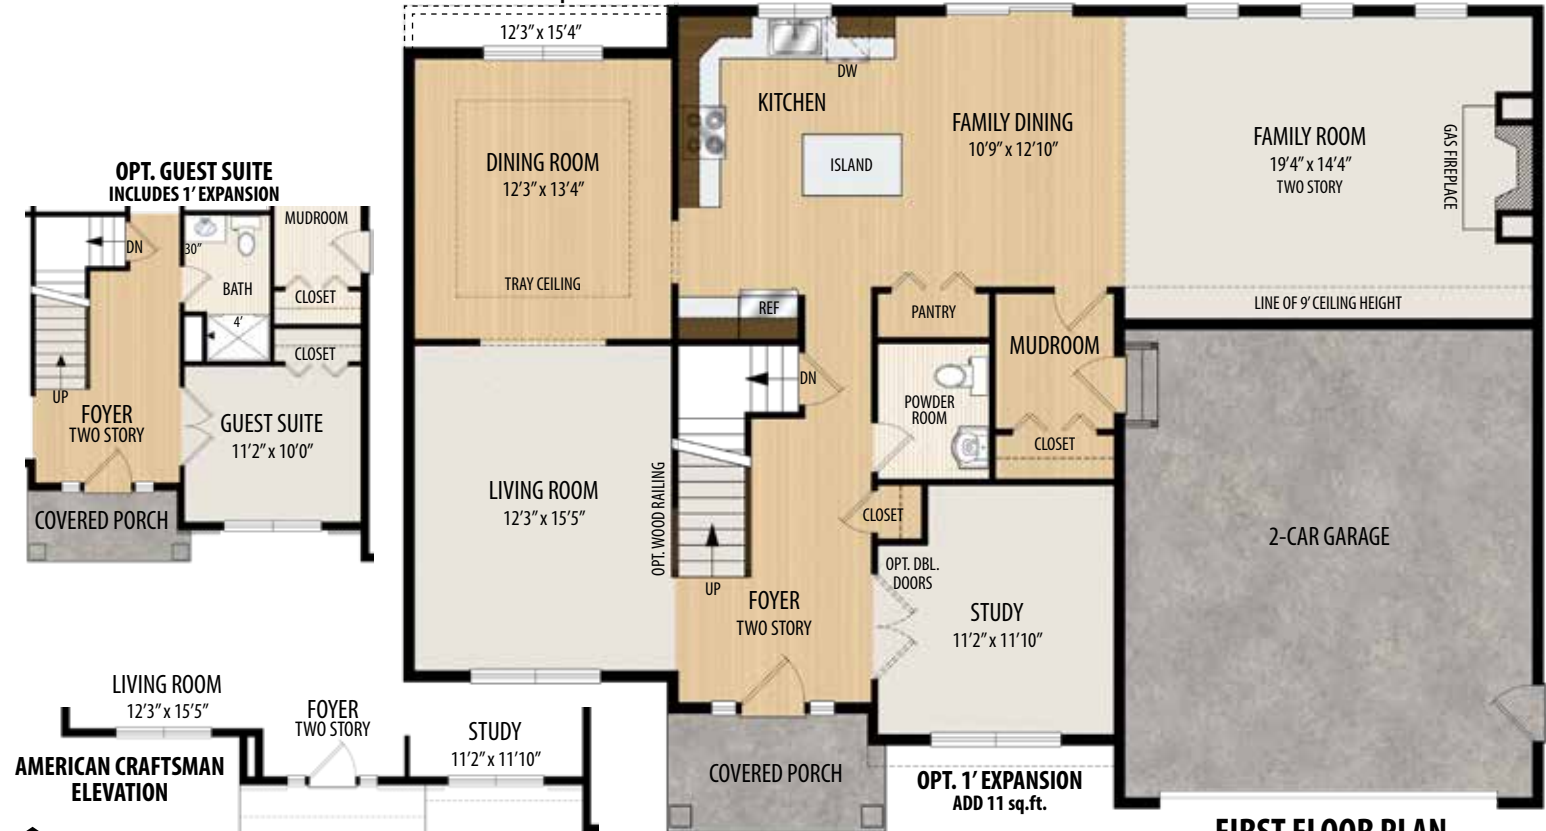 12'3" x 15'4"
DW
KITCHEN
FAMILY DINING
10'9" x 12'10"
FAMILY ROOM
19'4" x 14'4"
TWO STORY
GAS FIREPLACE
ISLAND
DINING ROOM
12'3" x 13'4"
TRAY CEILING
REF
PANTRY
LINE OF 9' CEILING HEIGHT
MUDROOM
DN
POWDER
ROOM
CLOSET
LIVING ROOM
12'3" x 15'5"
OPT. WOOD RAILING
UP
CLOSET
OPT. DBL.
DOORS
FOYER
TWO STORY
STUDY
11'2" x 11'10"
2-CAR GARAGE
COVERED PORCH
OPT. 1' EXPANSION
ADD 11 sq.ft.
FIRST FLOOR PLAN
OPT. GUEST SUITE
INCLUDES 1' EXPANSION
MUDROOM
DN
30"
BATH
CLOSET
4'
CLOSET
UP
FOYER
TWO STORY
GUEST SUITE
11'2" x 10'0"
COVERED PORCH
LIVING ROOM
12'3" x 15'5"
FOYER
TWO STORY
STUDY
11'2" x 11'10"
AMERICAN CRAFTSMAN
ELEVATION